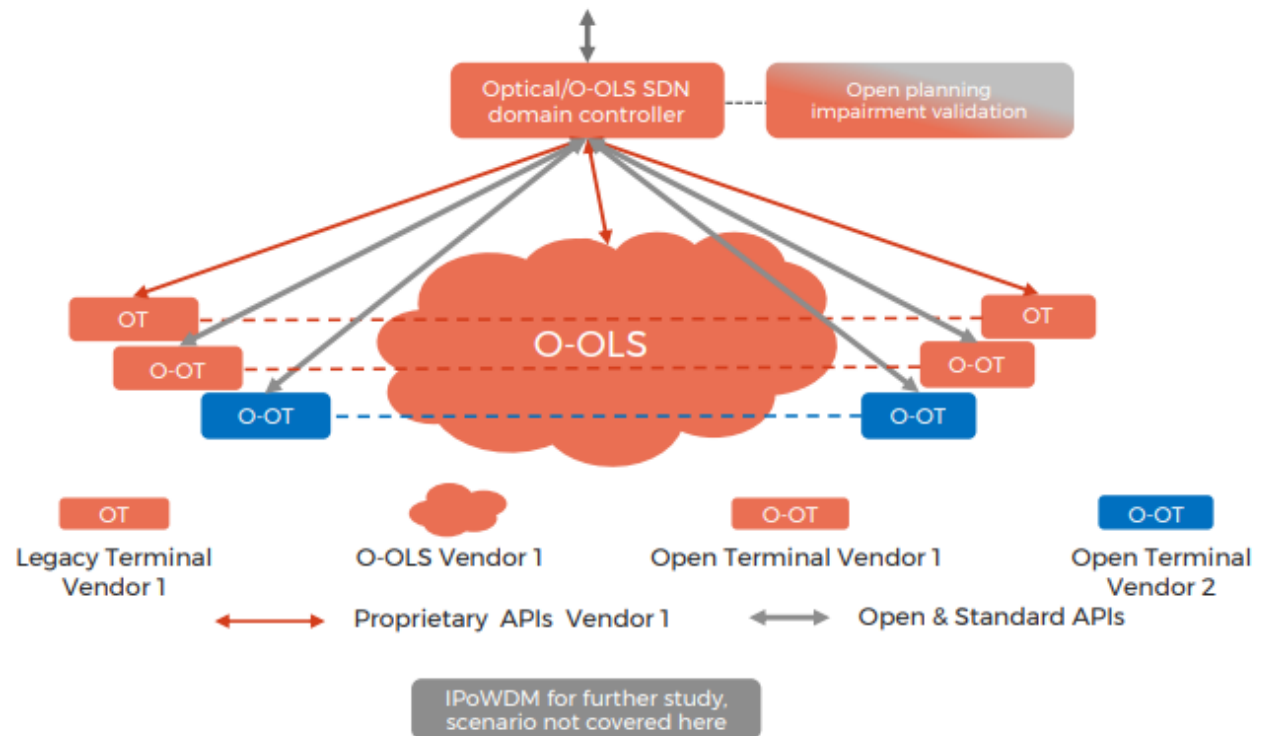 Optical/O-OLS SDN
domain controller
Open planning
impairment validation
OT
OT
O-OLS
O-OT
O-OT
O-OT
O-OT
OT
O-OT
O-OT
Legacy Terminal
Vendor 1
O-OLS Vendor 1
Open Terminal Vendor 1
Open Terminal
Vendor 2
Proprietary APIs Vendor 1
Open & Standard APIs
IPoWDM for further study,
scenario not covered here